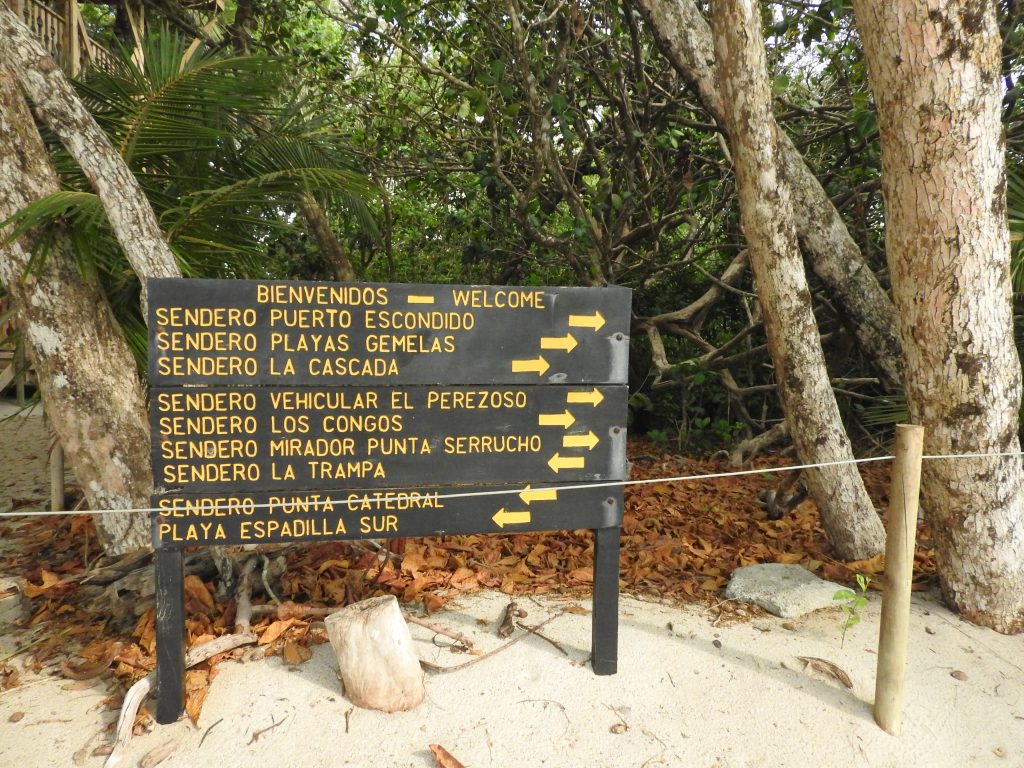 BIENVENIDOS - WELCOME
SENDERO PUERTO ESCONDIDO →
SENDERO PLAYAS GEMELAS →
SENDERO LA CASCADA →
SENDERO VEHICULAR EL PEREZOSO →
SENDERO LOS CONGOS →
SENDERO MIRADOR PUNTA SERRUCHO →
SENDERO LA TRAMPA ←
SENDERO PUNTA CATEDRAL ←
PLAYA ESPADILLA SUR ←